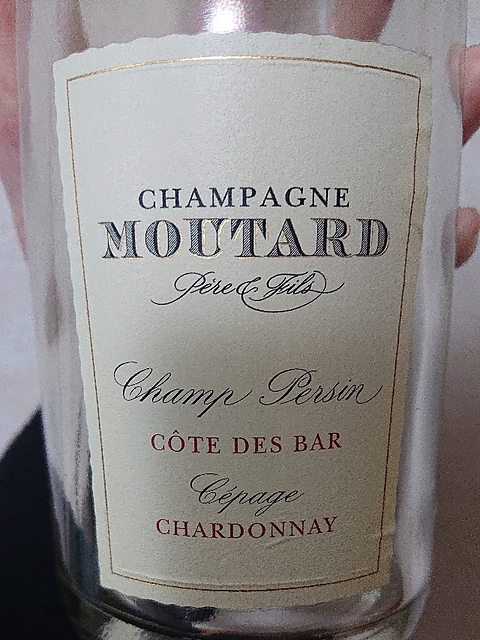 CHAMPAGNE
MOUTARD
Père & Fils
Champ Persin
CÔTE DES BAR
Cépage
CHARDONNAY